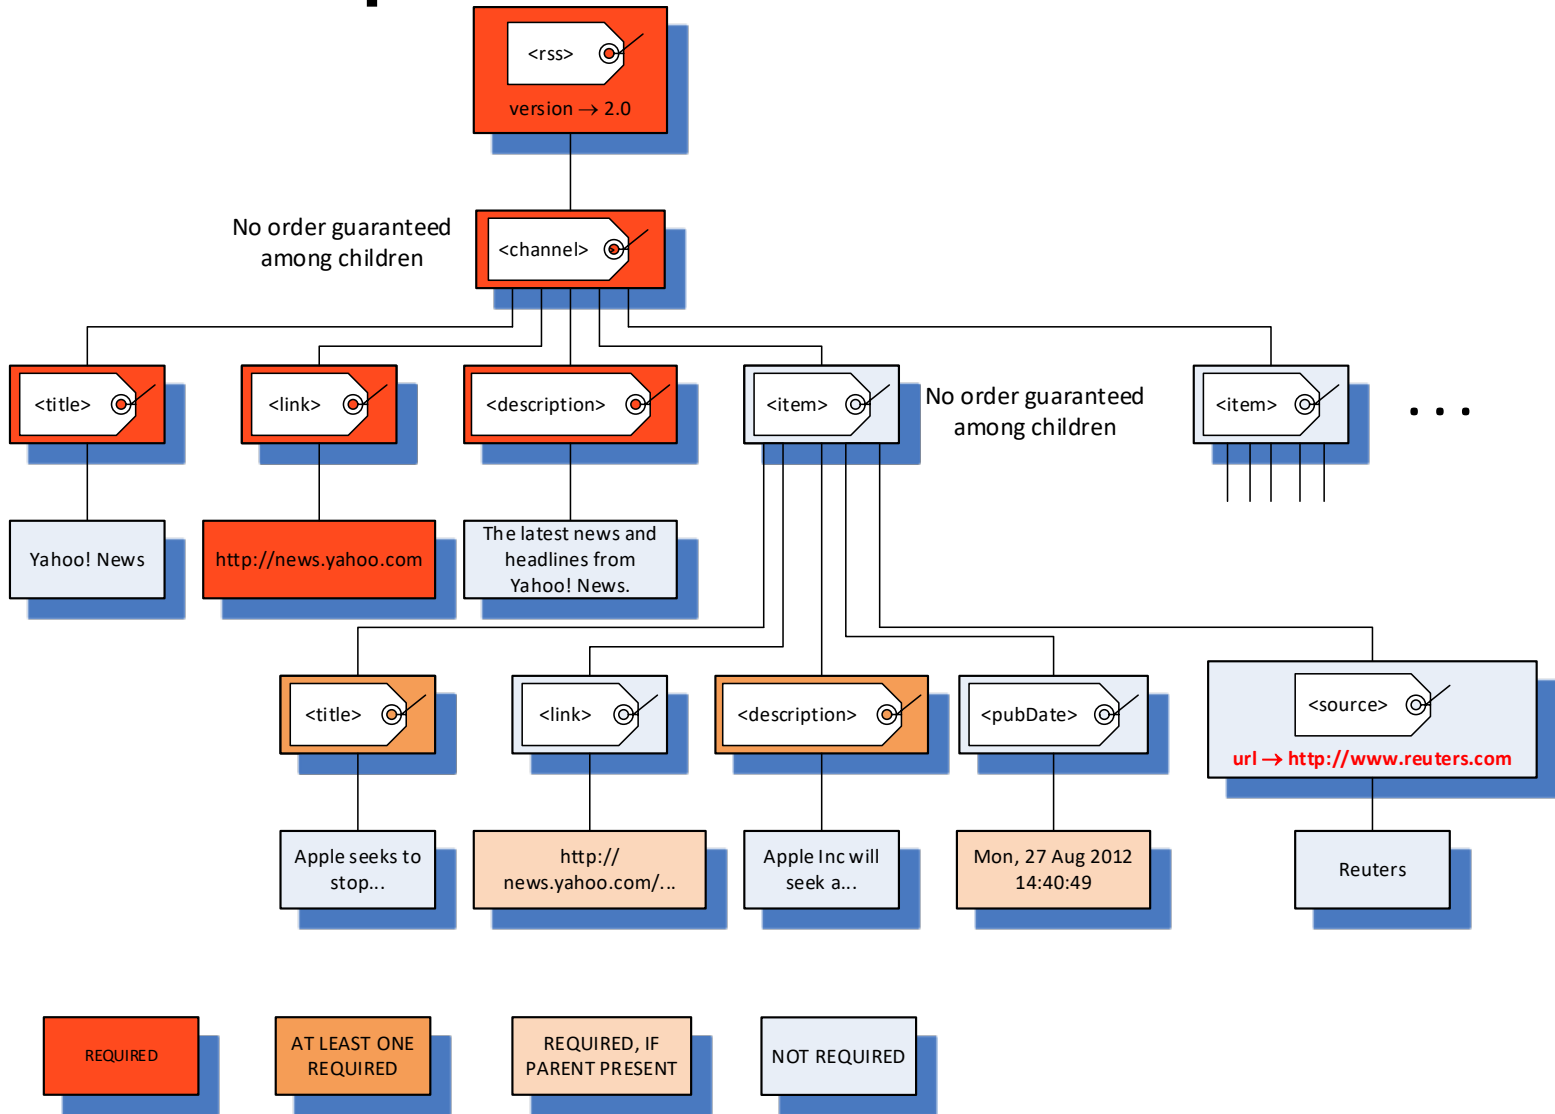 <rss>
version → 2.0
No order guaranteed
among children
<channel>
<title>
<link>
<description>
<item>
No order guaranteed
among children
<item>
. . .
Yahoo! News
http://news.yahoo.com
The latest news and
headlines from
Yahoo! News.
<title>
<link>
<description>
<pubDate>
<source>
url → http://www.reuters.com
Apple seeks to
stop...
http://
news.yahoo.com/...
Apple Inc will
seek a...
Mon, 27 Aug 2012
14:40:49
Reuters
REQUIRED
AT LEAST ONE
REQUIRED
REQUIRED, IF
PARENT PRESENT
NOT REQUIRED